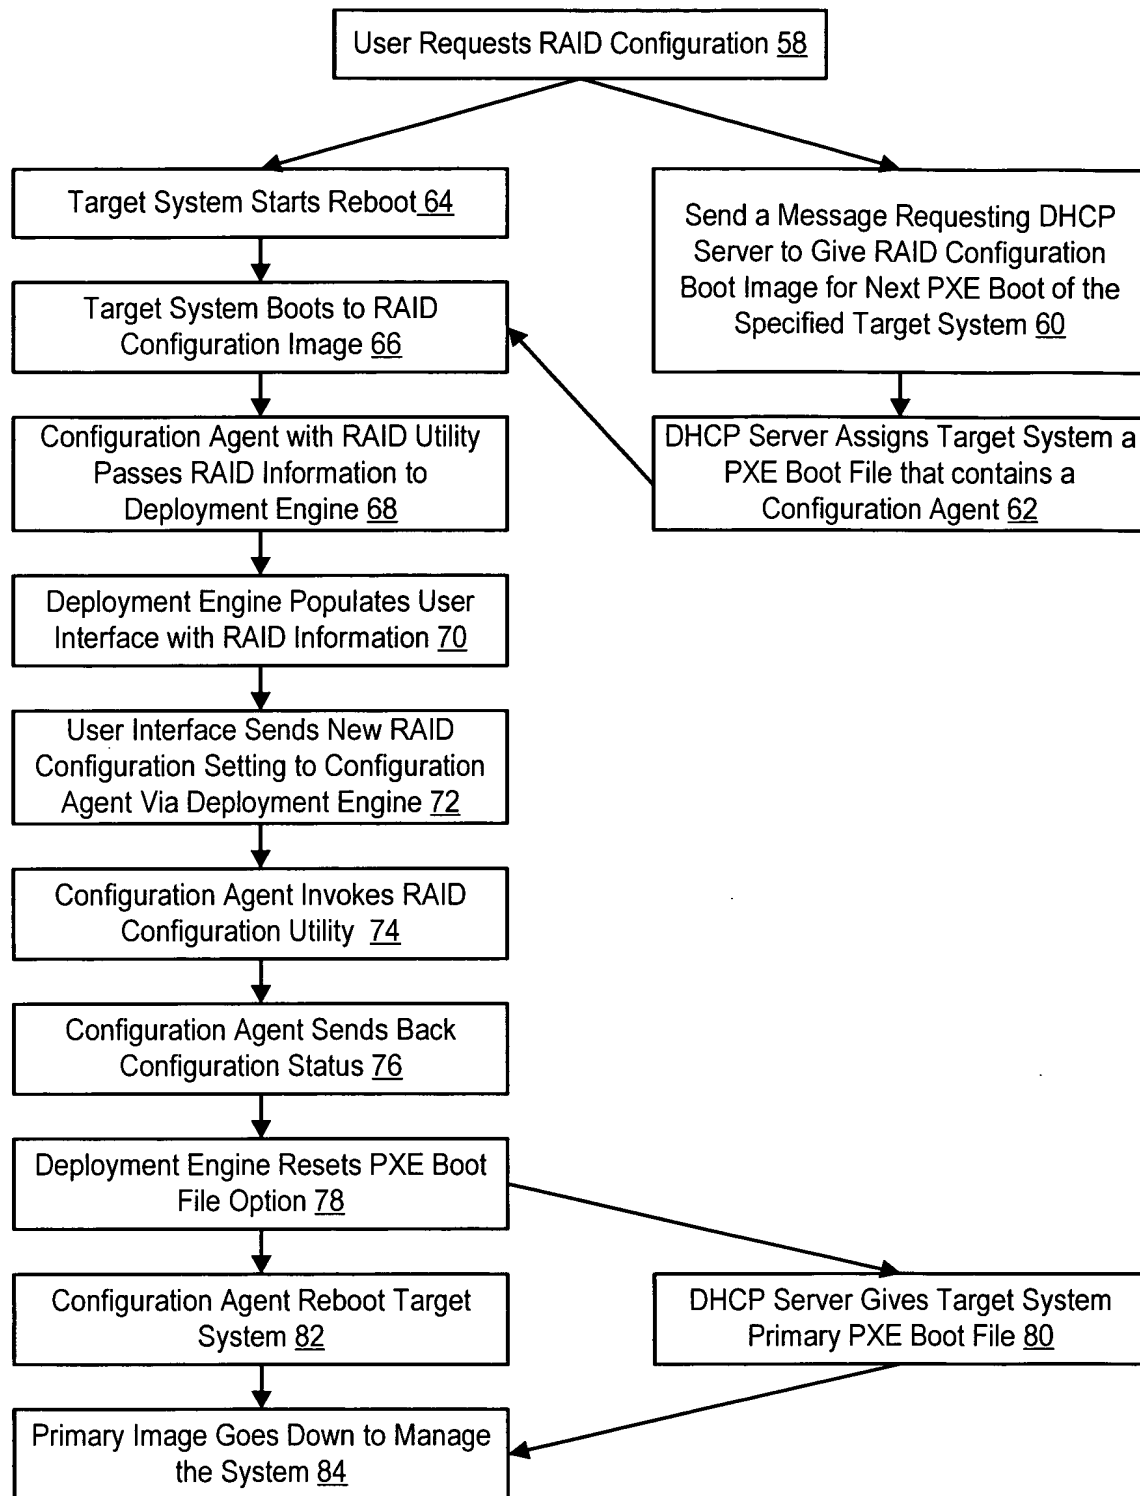 User Requests RAID Configuration 58
Target System Starts Reboot 64
Send a Message Requesting DHCP
Server to Give RAID Configuration
Boot Image for Next PXE Boot of the
Specified Target System 60
Target System Boots to RAID
Configuration Image 66
Configuration Agent with RAID Utility
Passes RAID Information to
Deployment Engine 68
DHCP Server Assigns Target System a
PXE Boot File that contains a
Configuration Agent 62
Deployment Engine Populates User
Interface with RAID Information 70
User Interface Sends New RAID
Configuration Setting to Configuration
Agent Via Deployment Engine 72
Configuration Agent Invokes RAID
Configuration Utility 74
Configuration Agent Sends Back
Configuration Status 76
Deployment Engine Resets PXE Boot
File Option 78
Configuration Agent Reboot Target
System 82
DHCP Server Gives Target System
Primary PXE Boot File 80
Primary Image Goes Down to Manage
the System 84